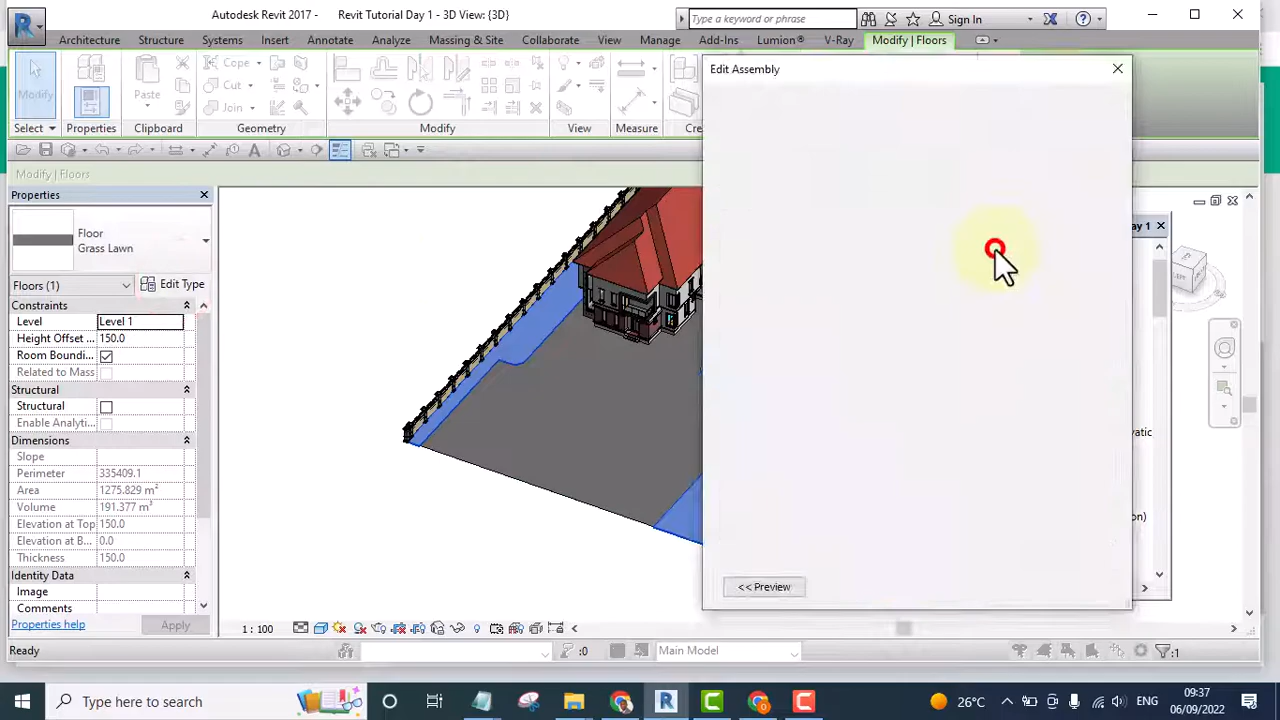 Autodesk Revit 2017 - Revit Tutorial Day 1 - 3D View: {3D}
Type a keyword or phrase
Sign In
Architecture Structure Systems Insert Annotate Analyze Massing & Site Collaborate View Manage Add-Ins Lumion® V-Ray Modify | Floors
Modify Paste Cope Cut Join
Select Properties Clipboard Geometry Modify View Measure Cre
Modify | Floors
Properties
Floor
Grass Lawn
Floors (1) Edit Type
Constraints
Level Level 1
Height Offset ... 150.0
Room Boundi...
Related to Mass
Structural
Structural
Enable Analyti...
Dimensions
Slope
Perimeter 335409.1
Area 1275.829 m²
Volume 191.377 m³
Elevation at Top 150.0
Elevation at B... 0.0
Thickness 150.0
Identity Data
Image
Comments
Properties help Apply
Edit Assembly
<< Preview
ay 1
vatic
on)
1 : 100
Ready :0 Main Model :1
Type here to search
26°C ENG 09:37 06/09/2022